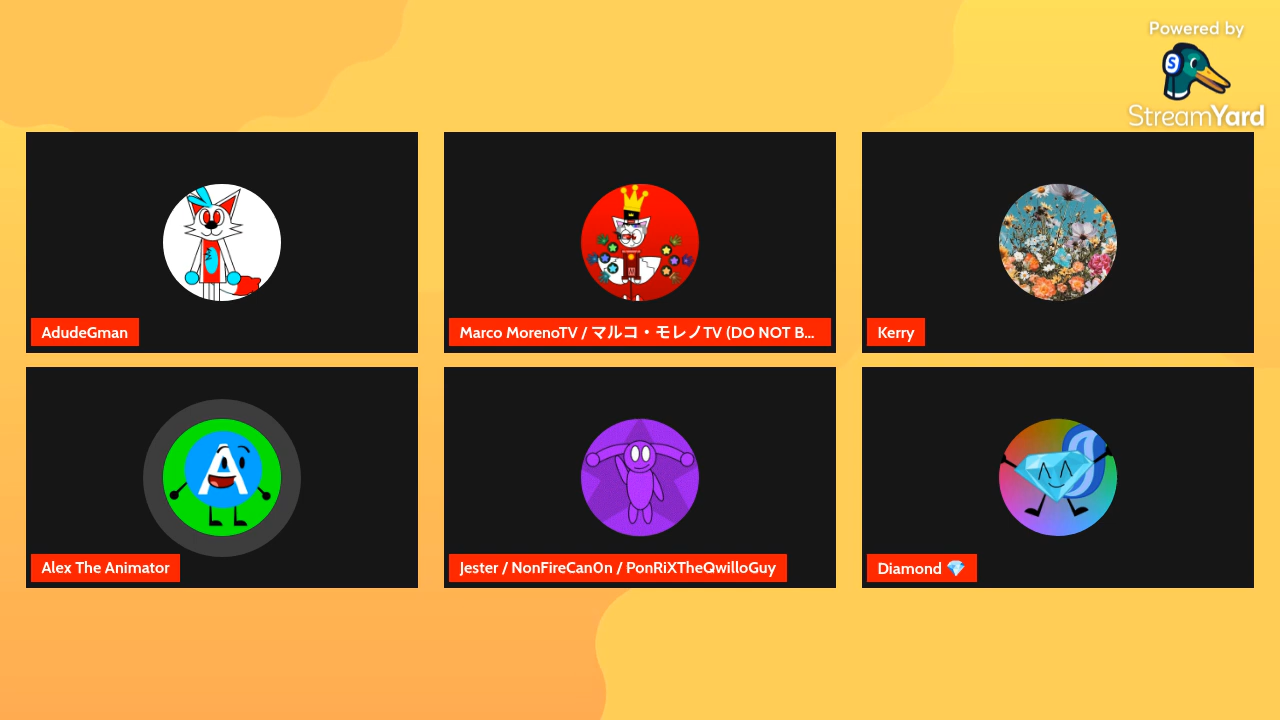 Powered by
S
StreamYard
AdudeGman
Marco MorenoTV / マルコ・モレノTV (DO NOT B...
Kerry
A
Alex The Animator
Jester / NonFireCan0n / PonRiXTheQwilloGuy
Diamond 💎